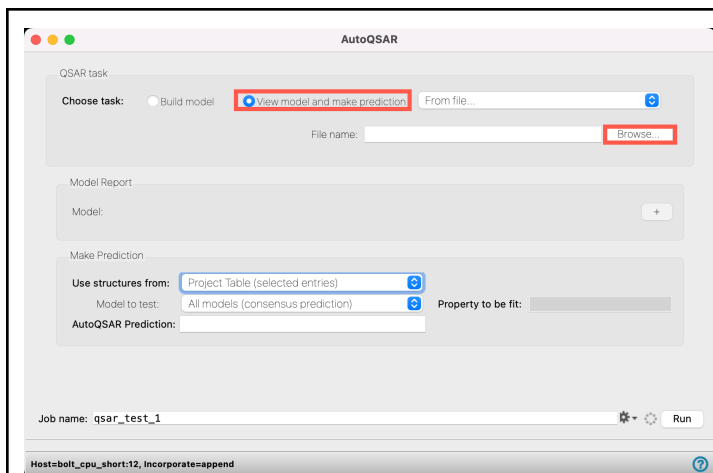 AutoQSAR
QSAR task
Choose task: Build model View model and make prediction From file...
File name: Browse...
Model Report
Model: +
Make Prediction
Use structures from: Project Table (selected entries)
Model to test: All models (consensus prediction) Property to be fit:
AutoQSAR Prediction:
Job name: qsar_test_1 Run
Host=bolt_cpu_short:12, Incorporate=append ?